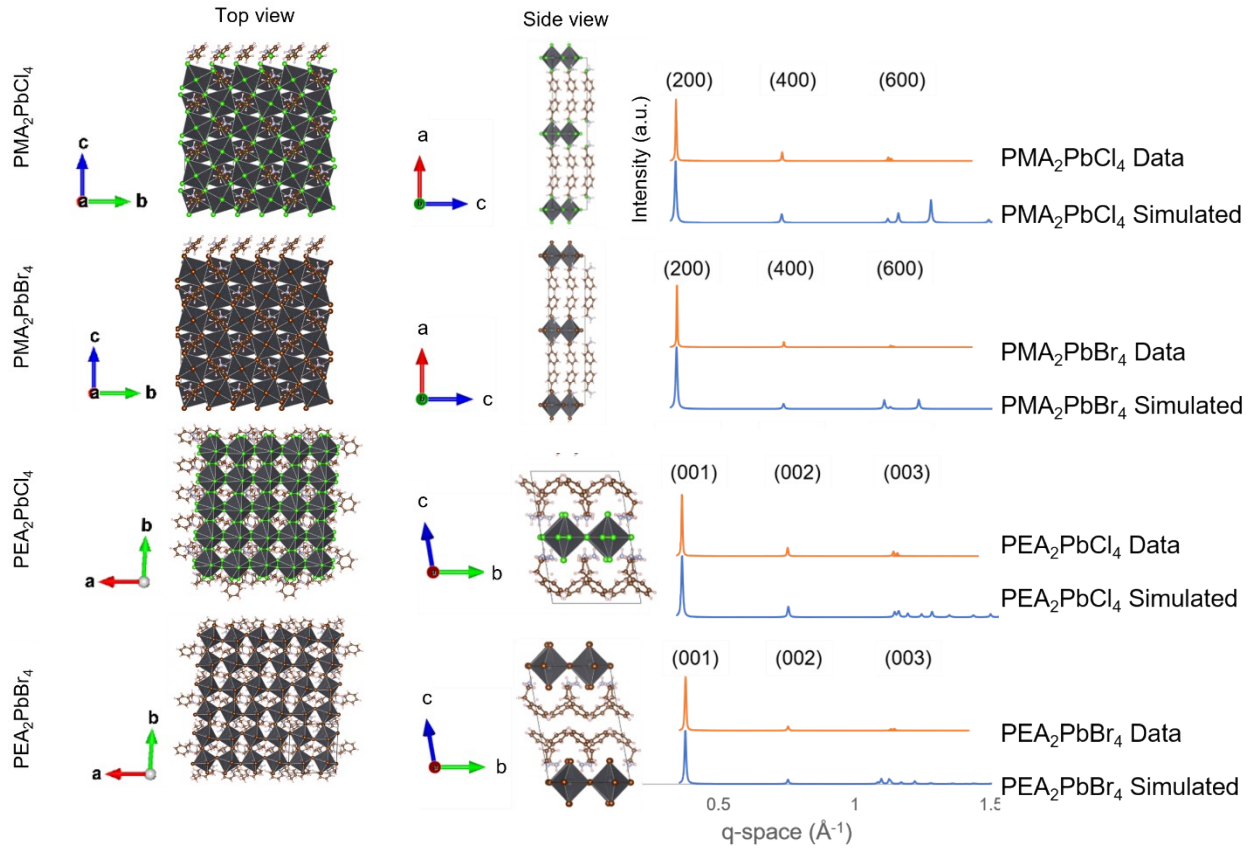 Top view
Side view
PMA₂PbCl₄
c
a
b
a
c
(200)
(400)
(600)
Intensity (a.u.)
PMA₂PbCl₄ Data
PMA₂PbCl₄ Simulated
PMA₂PbBr₄
c
a
b
a
c
(200)
(400)
(600)
PMA₂PbBr₄ Data
PMA₂PbBr₄ Simulated
PEA₂PbCl₄
b
a
c
b
(001)
(002)
(003)
PEA₂PbCl₄ Data
PEA₂PbCl₄ Simulated
PEA₂PbBr₄
b
a
c
b
(001)
(002)
(003)
PEA₂PbBr₄ Data
PEA₂PbBr₄ Simulated
0.5
1
1.5
q-space (Å⁻¹)